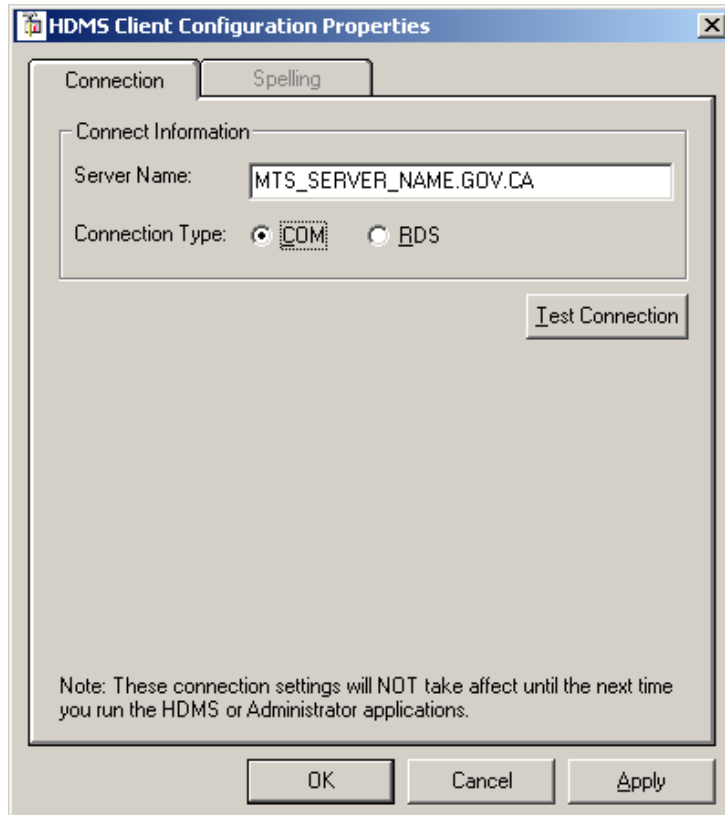 HDMS Client Configuration Properties
Connection Spelling
Connect Information
Server Name: MTS_SERVER_NAME.GOV.CA
Connection Type: COM RDS
Test Connection
Note: These connection settings will NOT take affect until the next time
you run the HDMS or Administrator applications.
OK Cancel Apply